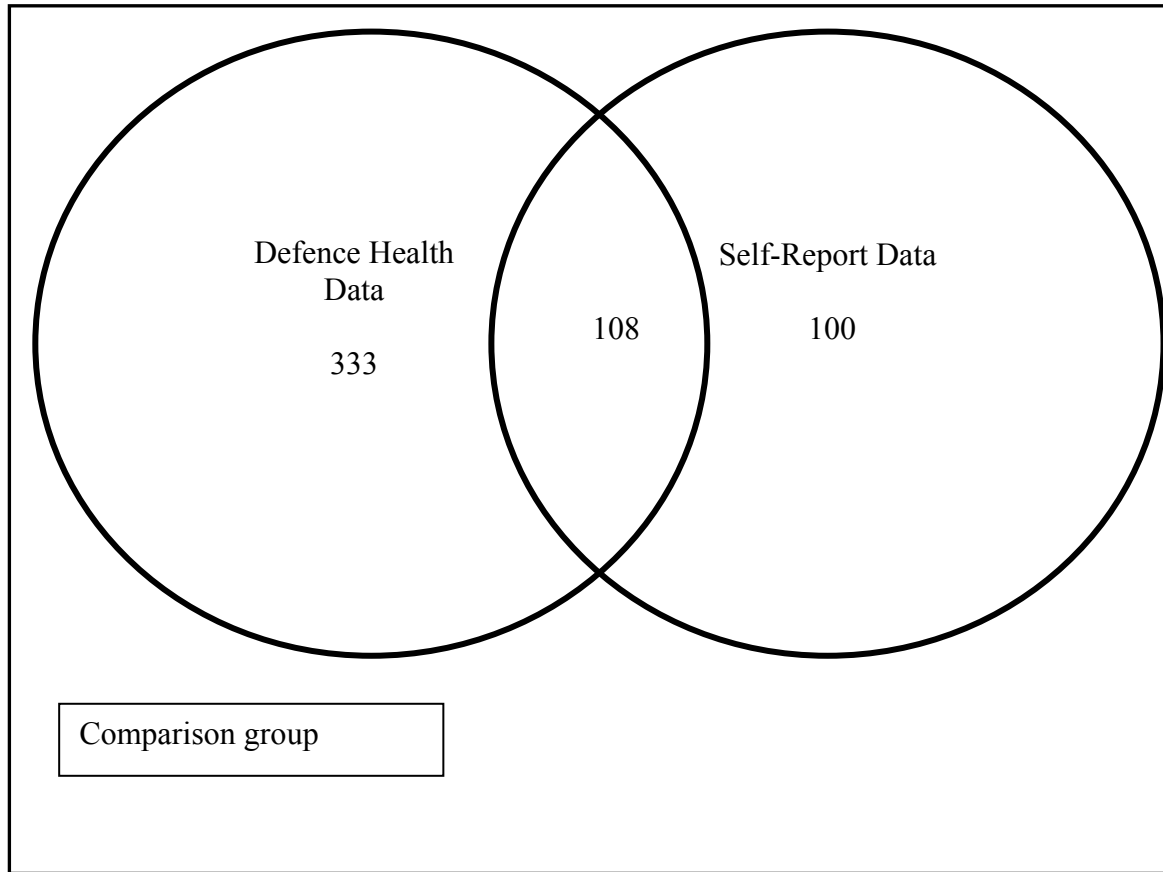 Defence Health
Data
333
108
Self-Report Data
100
Comparison group